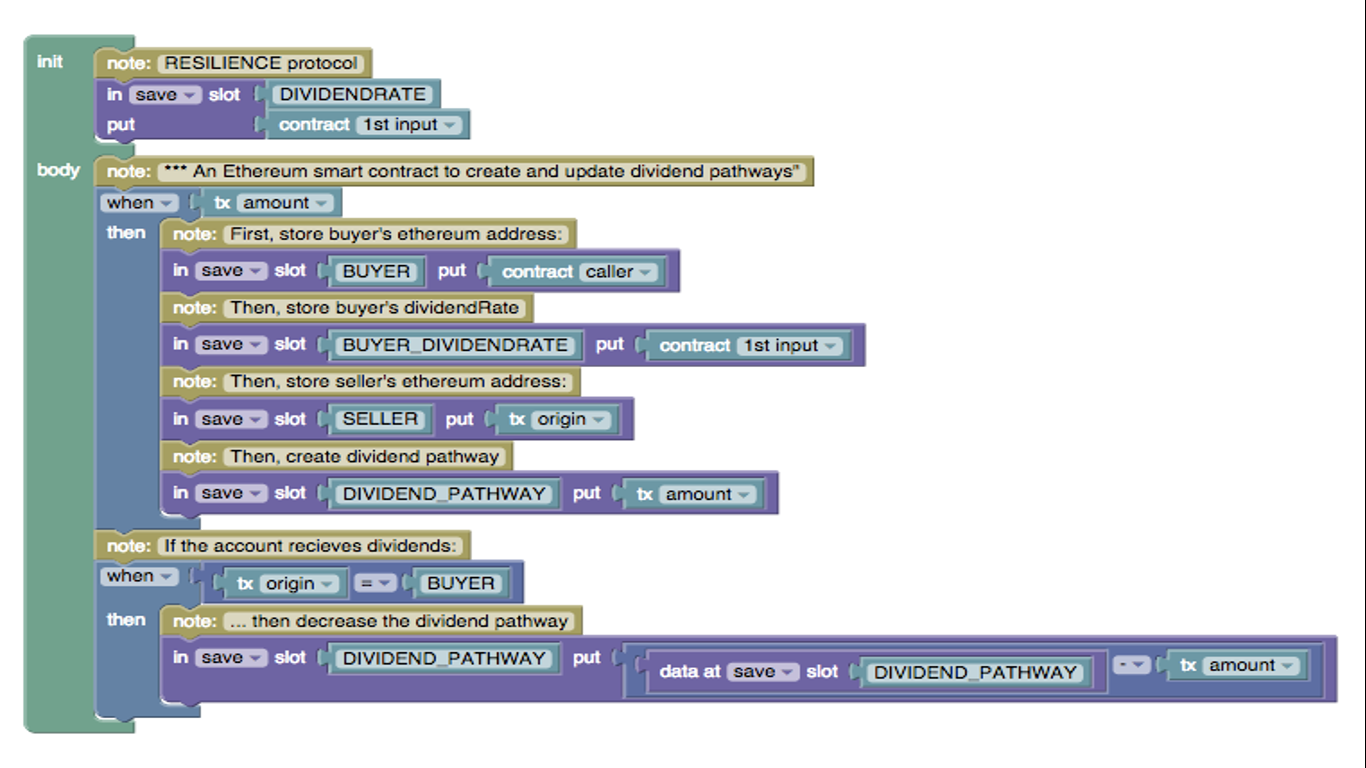 init note: RESILIENCE protocol
in save slot DIVIDENDRATE
put contract 1st input
body note: *** An Ethereum smart contract to create and update dividend pathways"
when tx amount
then note: First, store buyer's ethereum address:
in save slot BUYER put contract caller
note: Then, store buyer's dividendRate
in save slot BUYER_DIVIDENDRATE put contract 1st input
note: Then, store seller's ethereum address:
in save slot SELLER put tx origin
note: Then, create dividend pathway
in save slot DIVIDEND_PATHWAY put tx amount
note: If the account recieves dividends:
when tx origin = BUYER
then note: ... then decrease the dividend pathway
in save slot DIVIDEND_PATHWAY put data at save slot DIVIDEND_PATHWAY - tx amount